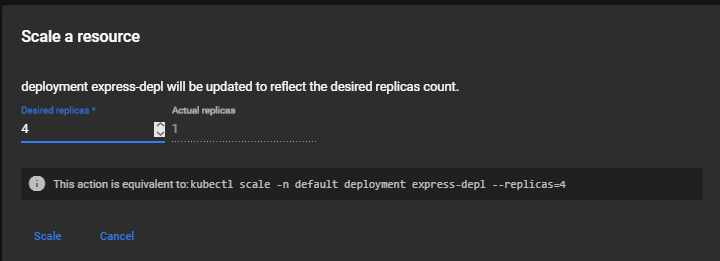 Scale a resource
deployment express-depl will be updated to reflect the desired replicas count.
Desired replicas * Actual replicas
4 1
i This action is equivalent to: kubectl scale -n default deployment express-depl --replicas=4
Scale Cancel